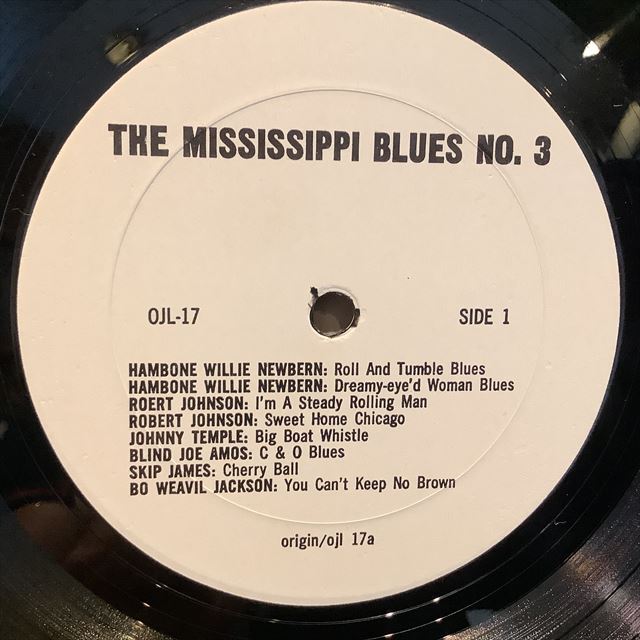 THE MISSISSIPPI BLUES NO. 3
OJL-17
SIDE 1
HAMBONE WILLIE NEWBERN: Roll And Tumble Blues
HAMBONE WILLIE NEWBERN: Dreamy-eye'd Woman Blues
ROERT JOHNSON: I'm A Steady Rolling Man
ROBERT JOHNSON: Sweet Home Chicago
JOHNNY TEMPLE: Big Boat Whistle
BLIND JOE AMOS: C & O Blues
SKIP JAMES: Cherry Ball
BO WEAVIL JACKSON: You Can't Keep No Brown
origin/ojl 17a